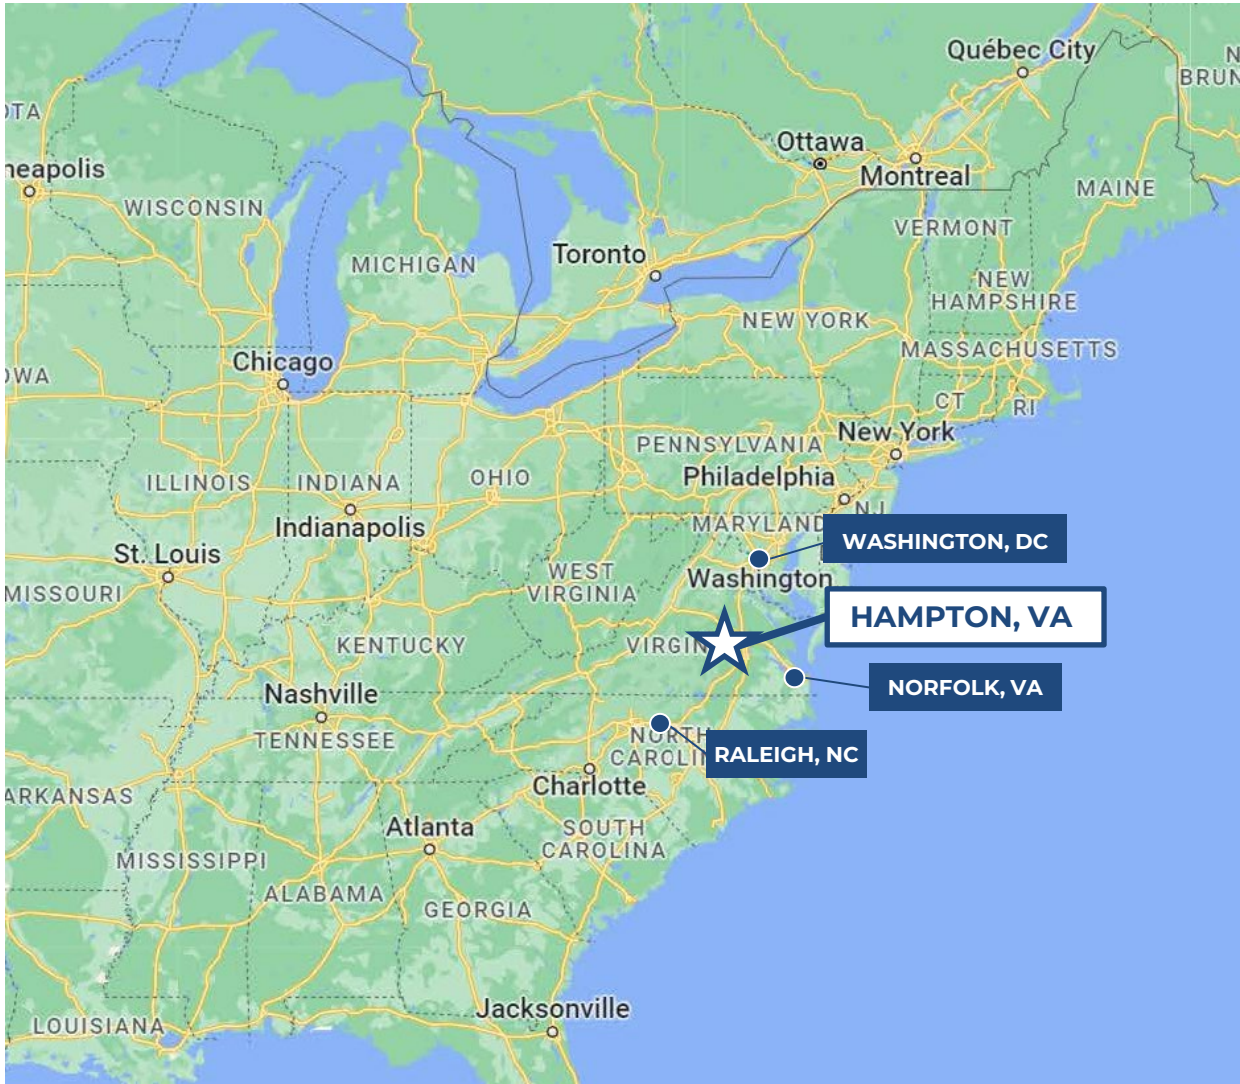 Québec City
N
BRUN
OTA
Ottawa
Montreal
neapolis
MAINE
WISCONSIN
VERMONT
Toronto
MICHIGAN
NEW
HAMPSHIRE
NEW YORK
MASSACHUSETTS
Chicago
OWA
CT
RI
New York
PENNSYLVANIA
Philadelphia
OHIO
ILLINOIS
INDIANA
NJ
Indianapolis
MARYLAND
WASHINGTON, DC
St. Louis
WEST
VIRGINIA
Washington
MISSOURI
HAMPTON, VA
KENTUCKY
VIRGIN
NORFOLK, VA
Nashville
TENNESSEE
NORTH
CAROLI
RALEIGH, NC
Charlotte
ARKANSAS
Atlanta
SOUTH
CAROLINA
MISSISSIPPI
ALABAMA
GEORGIA
Jacksonville
LOUISIANA